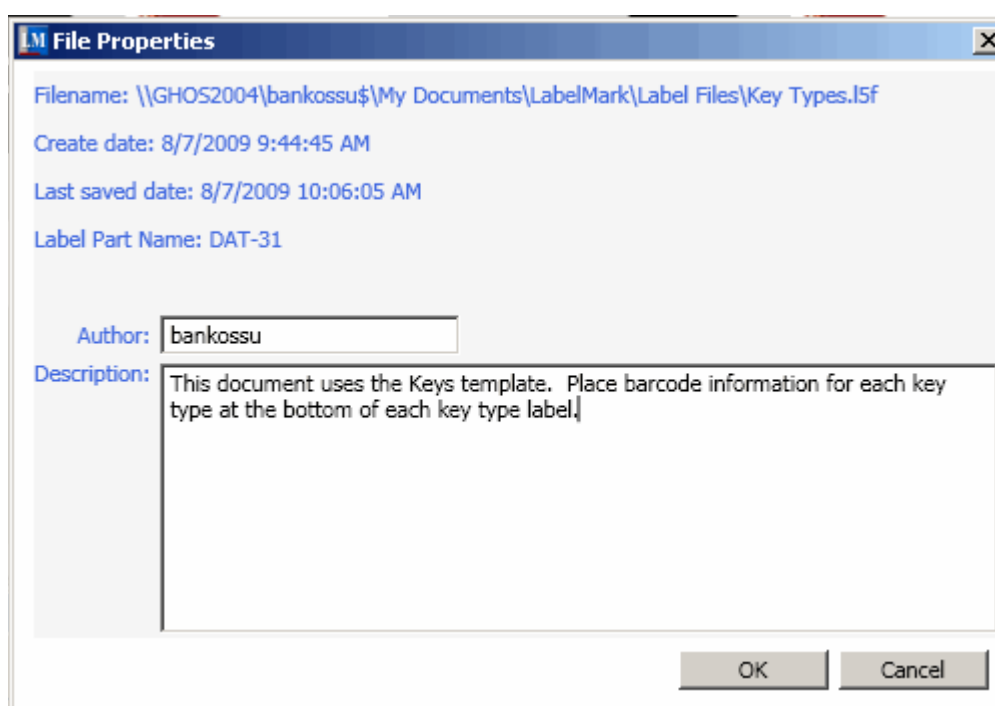 LM File Properties
Filename: \\GHOS2004\bankossu$\My Documents\LabelMark\Label Files\Key Types.l5f
Create date: 8/7/2009 9:44:45 AM
Last saved date: 8/7/2009 10:06:05 AM
Label Part Name: DAT-31
Author: bankossu
Description: This document uses the Keys template.  Place barcode information for each key
type at the bottom of each key type label.
OK Cancel